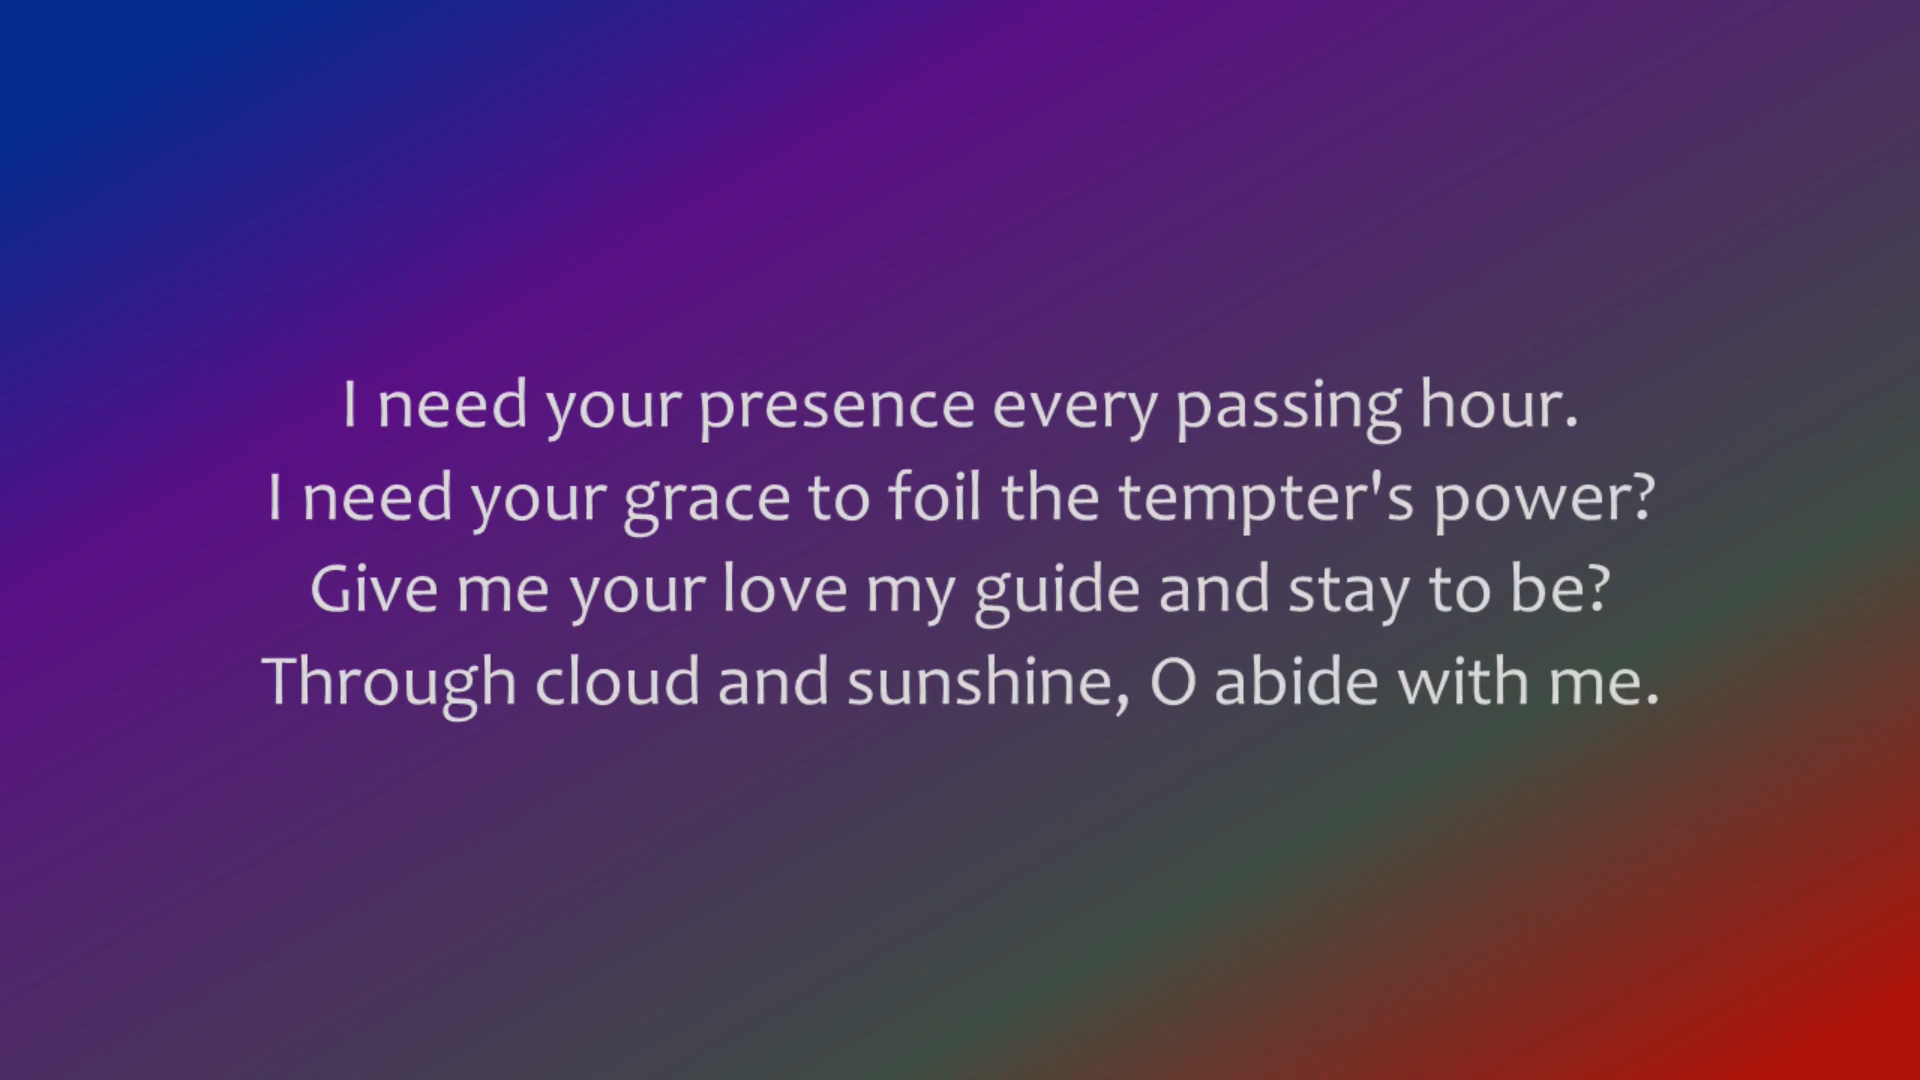 I need your presence every passing hour.
I need your grace to foil the tempter's power?
Give me your love my guide and stay to be?
Through cloud and sunshine, O abide with me.